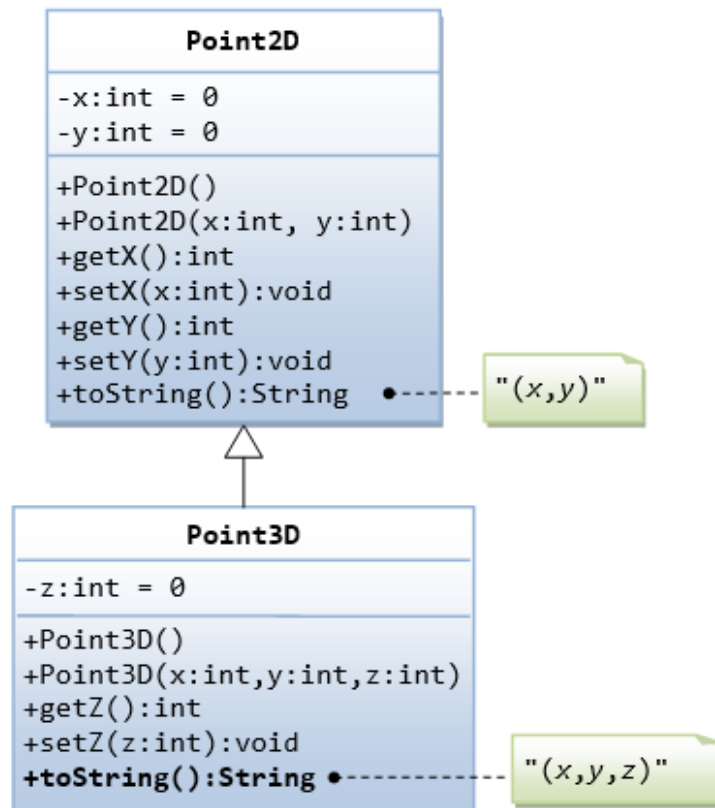 Point2D
-x:int = 0
-y:int = 0
+Point2D()
+Point2D(x:int, y:int)
+getX():int
+setX(x:int):void
+getY():int
+setY(y:int):void
+toString():String
"(x,y)"
Point3D
-z:int = 0
+Point3D()
+Point3D(x:int,y:int,z:int)
+getZ():int
+setZ(z:int):void
+toString():String
"(x,y,z)"